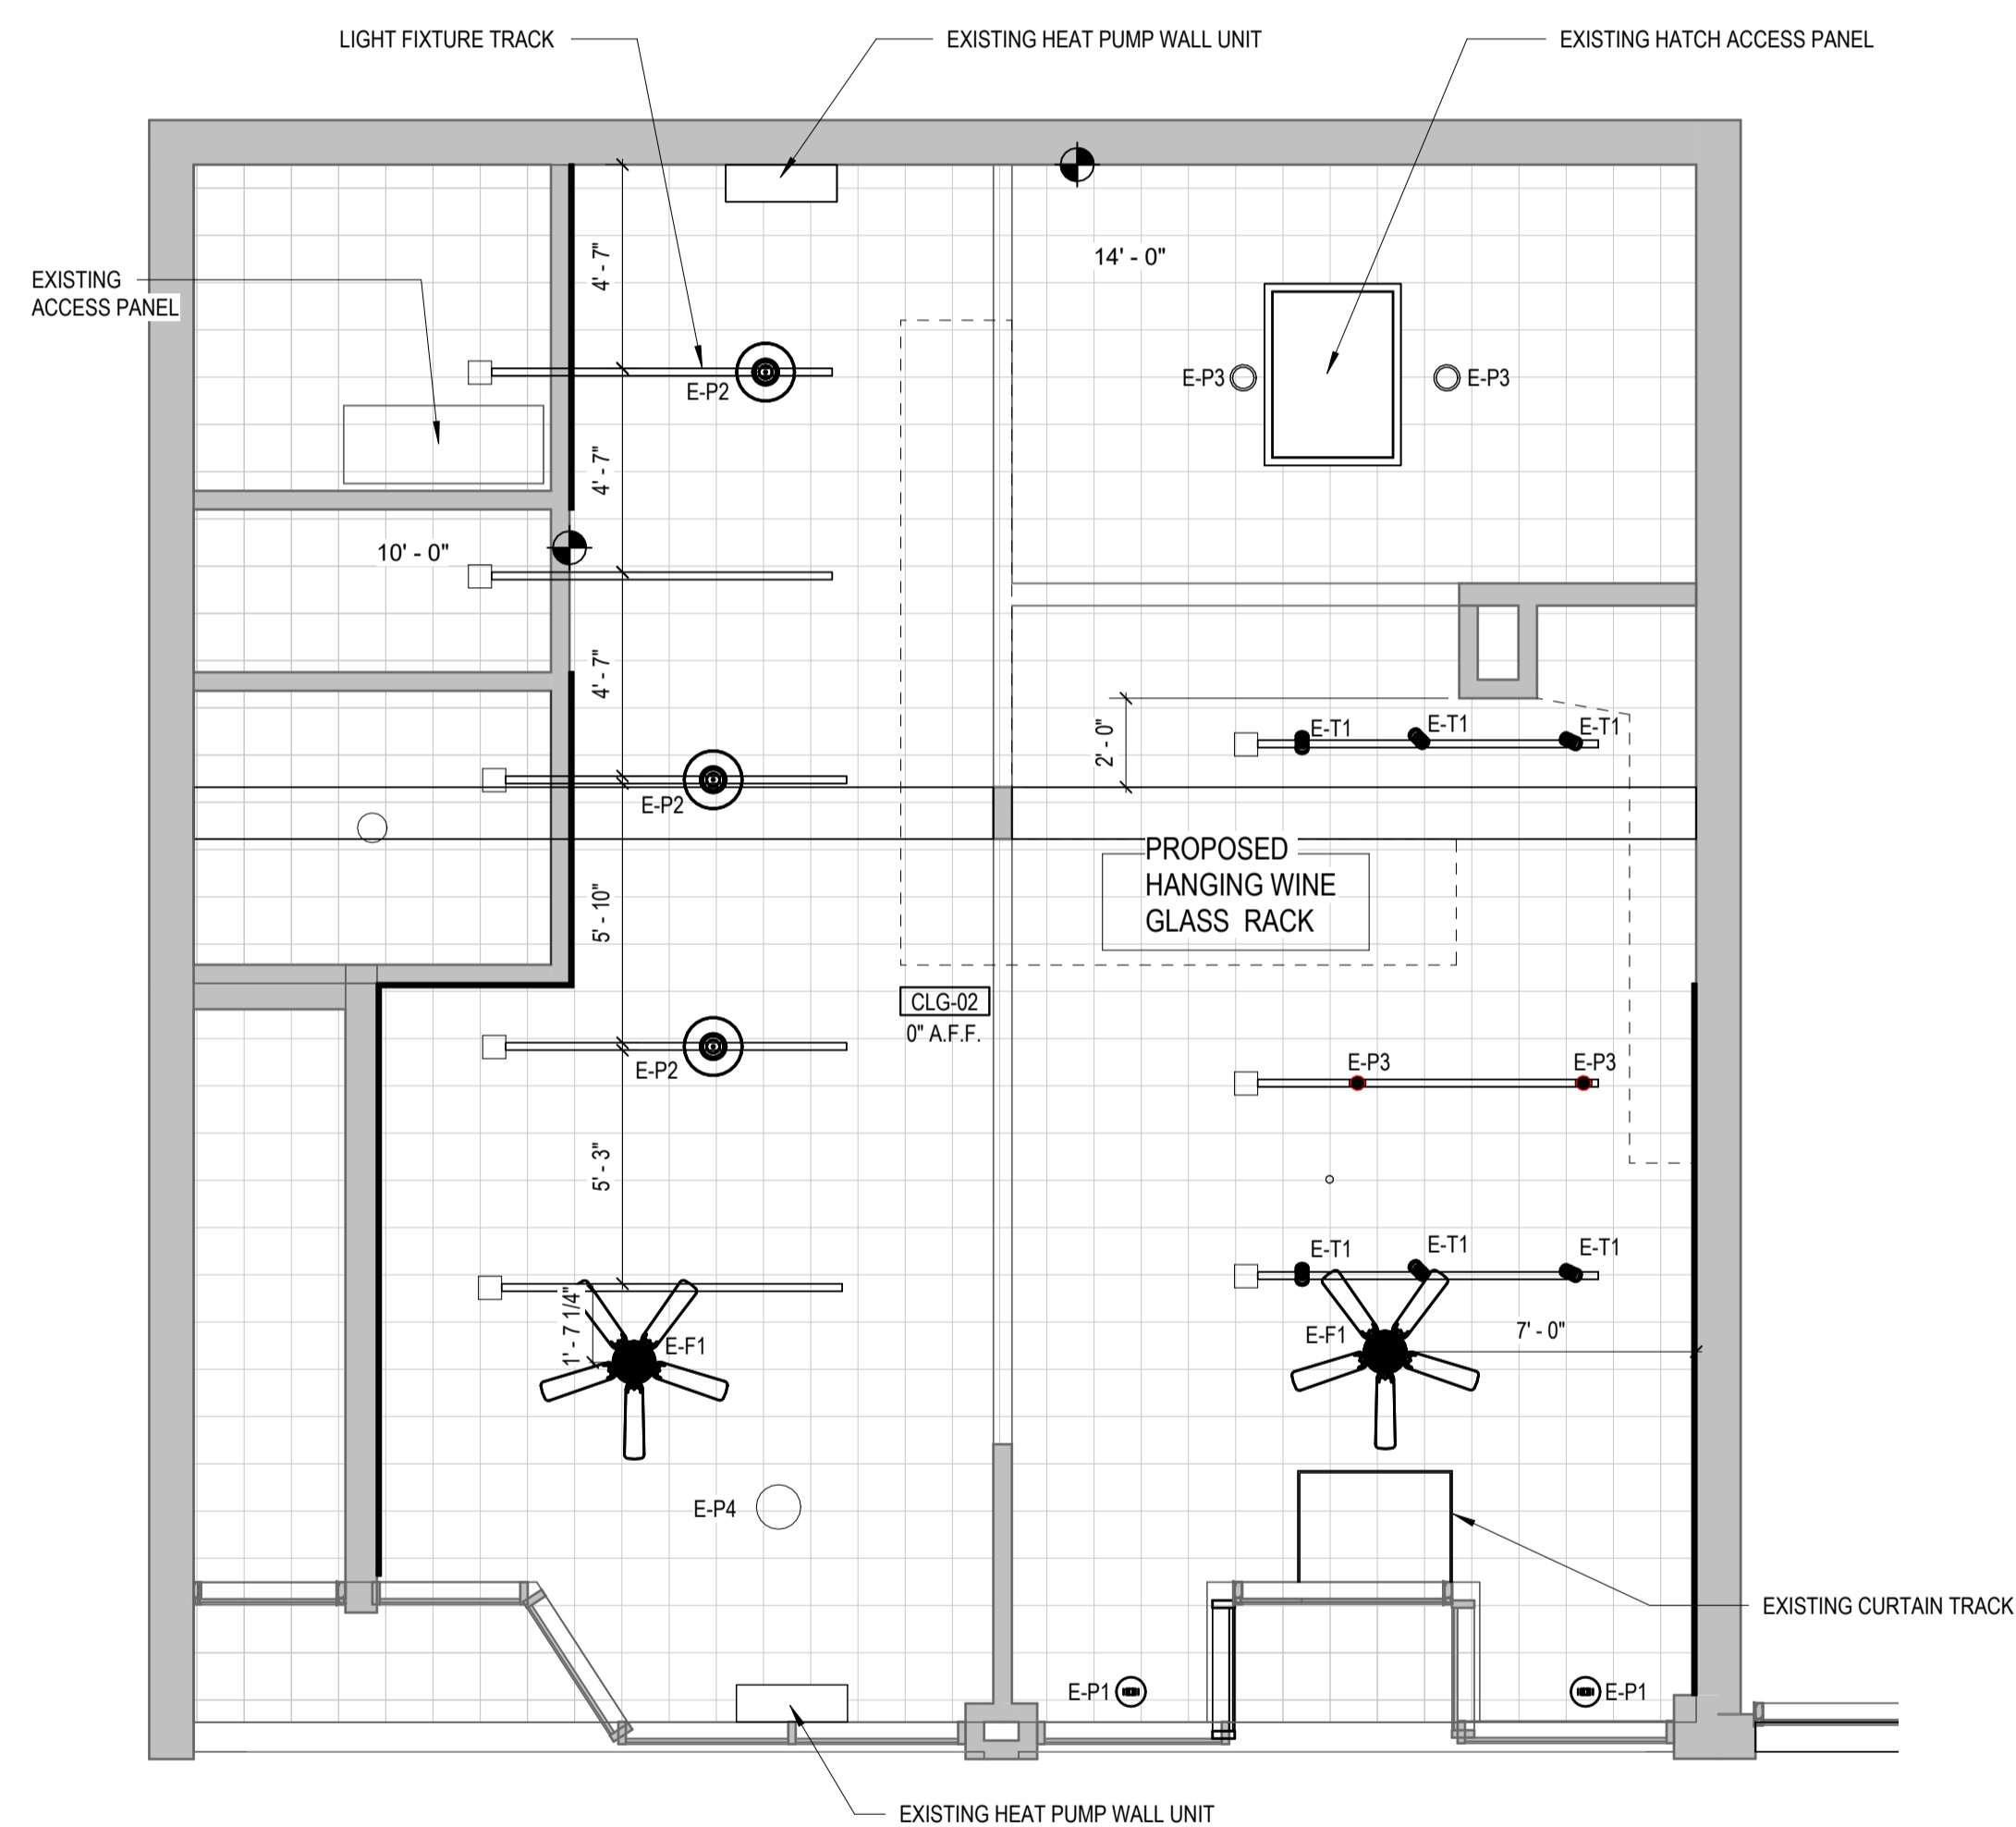 LIGHT FIXTURE TRACK
EXISTING HEAT PUMP WALL UNIT
EXISTING HATCH ACCESS PANEL
4' - 7"
14' - 0"
EXISTING
ACCESS PANEL
E-P2
E-P3
E-P3
4' - 7"
10' - 0"
4' - 7"
2' - 0"
E-T1
E-T1
E-T1
E-P2
PROPOSED
HANGING WINE
GLASS RACK
5' - 10"
CLG-02
0" A.F.F.
E-P2
E-P3
E-P3
5' - 3"
E-T1
E-T1
E-T1
1' - 7 1/4"
E-F1
E-F1
7' - 0"
E-P4
EXISTING CURTAIN TRACK
E-P1
E-P1
EXISTING HEAT PUMP WALL UNIT